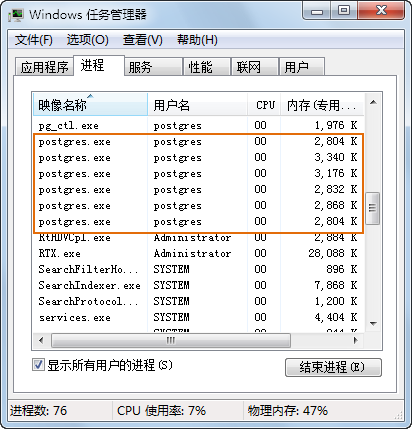 Windows 任务管理器
文件(F) 选项(O) 查看(V) 帮助(H)
应用程序 进程 服务 性能 联网 用户
映像名称 用户名 CPU 内存(专用...
pg_ctl.exe postgres 00 1,976 K
postgres.exe postgres 00 2,804 K
postgres.exe postgres 00 3,340 K
postgres.exe postgres 00 3,176 K
postgres.exe postgres 00 2,832 K
postgres.exe postgres 00 2,868 K
postgres.exe postgres 00 2,804 K
RtHDVCpl.exe Administrator 00 2,884 K
RTX.exe Administrator 00 28,088 K
SearchFilterHo... SYSTEM 00 896 K
SearchIndexer.exe SYSTEM 00 7,868 K
SearchProtocol... SYSTEM 00 1,200 K
services.exe SYSTEM 00 4,404 K
显示所有用户的进程(S) 结束进程(E)
进程数: 76 CPU 使用率: 7% 物理内存: 47%